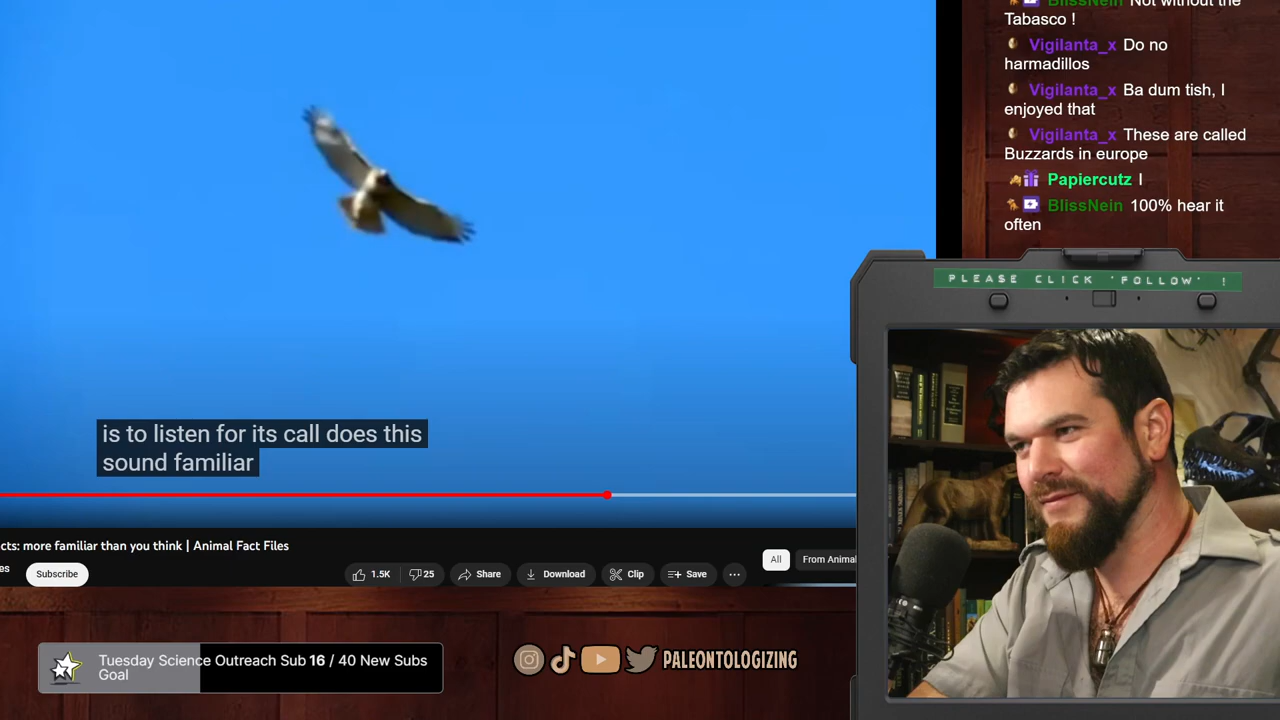 BlissNein Not without the
Tabasco !
Vigilanta_x Do no
harmadillos
Vigilanta_x Ba dum tish, I
enjoyed that
Vigilanta_x These are called
Buzzards in europe
Papiercutz I
BlissNein 100% hear it
often
PLEASE CLICK 'FOLLOW' !
is to listen for its call does this
sound familiar
cts: more familiar than you think | Animal Fact Files
es
Subscribe
1.5K
25
Share
Download
Clip
Save
All
From Animal
Tuesday Science Outreach Sub 16 / 40 New Subs
Goal
PALEONTOLOGIZING